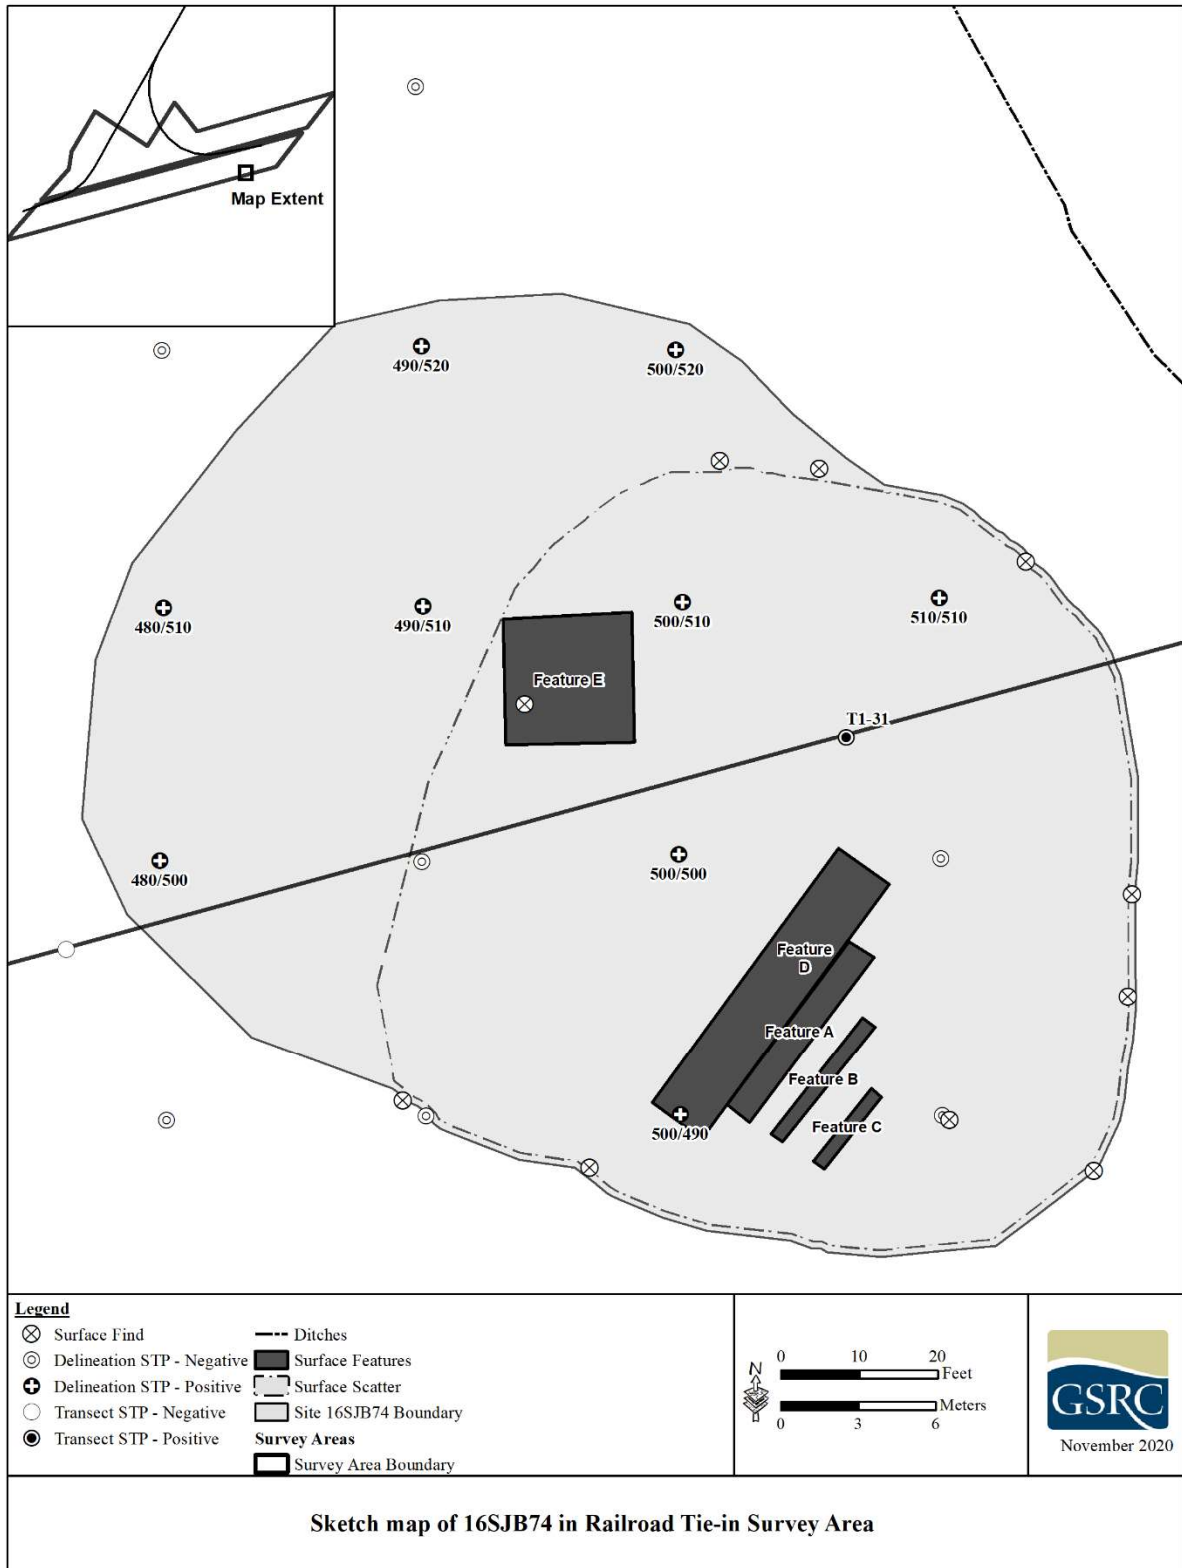 Map Extent
490/520
500/520
480/510
490/510
500/510
510/510
Feature E
T1-31
480/500
500/500
Feature
D
Feature A
Feature B
500/490
Feature C
Legend
Surface Find
Delineation STP - Negative
Delineation STP - Positive
Transect STP - Negative
Transect STP - Positive
Ditches
Surface Features
Surface Scatter
Site 16SJB74 Boundary
Survey Areas
Survey Area Boundary
N
0 10 20
Feet
Meters
0 3 6
GSRC
November 2020
Sketch map of 16SJB74 in Railroad Tie-in Survey Area